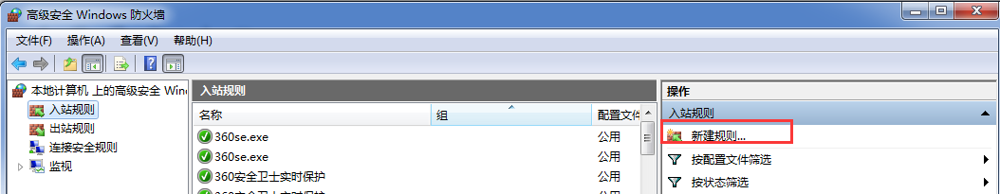 高级安全 Windows 防火墙
文件(F) 操作(A) 查看(V) 帮助(H)
本地计算机 上的高级安全 Wind
入站规则
出站规则
连接安全规则
监视
入站规则
名称 组 配置文件
360se.exe 公用
360se.exe 公用
360安全卫士实时保护 公用
操作
入站规则
新建规则...
按配置文件筛选
按状态筛选